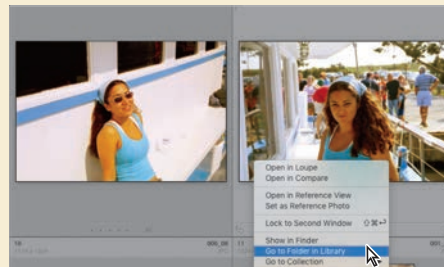 Open in Loupe
Open in Compare
Open in Reference View
Set as Reference Photo
Lock to Second Window ⇧⌘↩
Show in Finder
Go to Folder in Library
Go to Collection